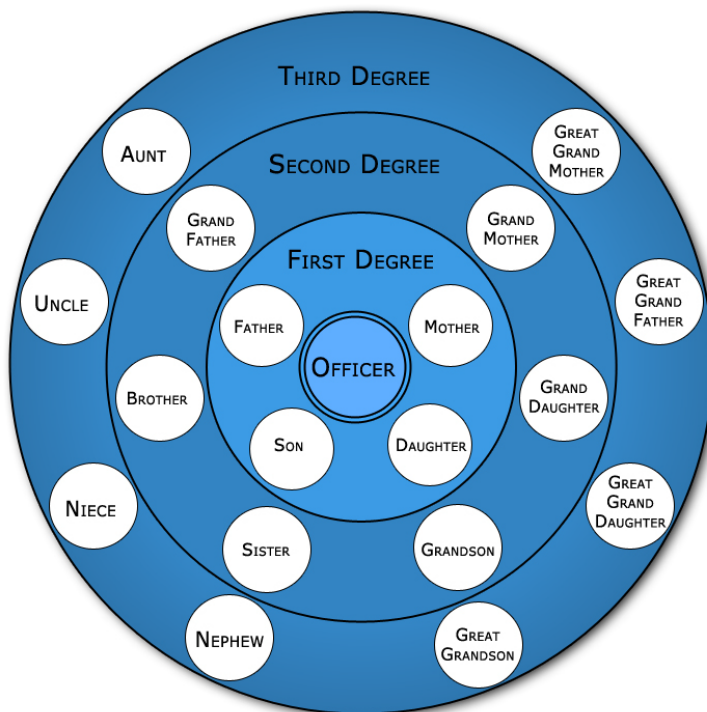 Third Degree
Aunt
Great
Grand
Mother
Second Degree
Grand
Father
Grand
Mother
First Degree
Uncle
Great
Grand
Father
Father
Mother
Officer
Brother
Grand
Daughter
Son
Daughter
Niece
Great
Grand
Daughter
Sister
Grandson
Nephew
Great
Grandson